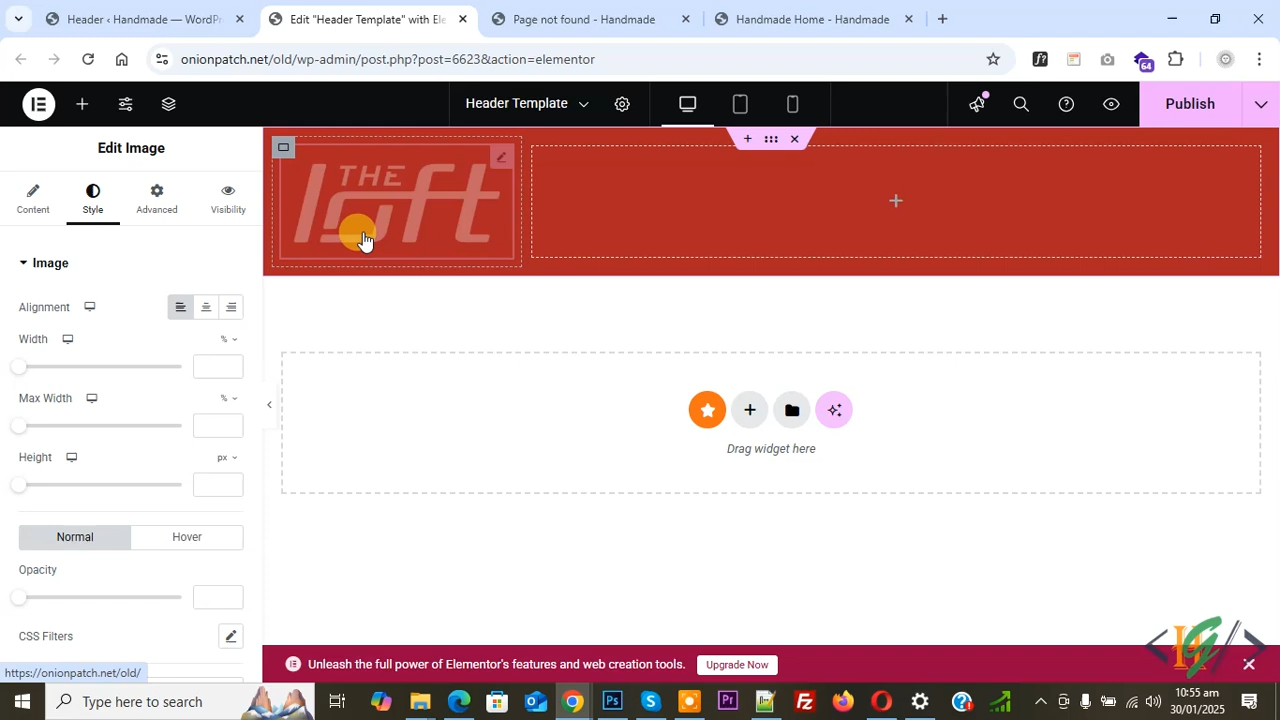 Header ‹ Handmade — WordPr
Edit "Header Template" with Ele
Page not found - Handmade
Handmade Home - Handmade
onionpatch.net/old/wp-admin/post.php?post=6623&action=elementor
f?
64
Header Template
Publish
Edit Image
Content
Style
Advanced
Visibility
THE
loft
Image
Alignment
Width
%
Max Width
%
Height
px
Normal
Hover
Opacity
CSS Filters
Drag widget here
Unleash the full power of Elementor's features and web creation tools.
Upgrade Now
https://onionpatch.net/old/
Type here to search
Ps
Pr
10:55 am
30/01/2025